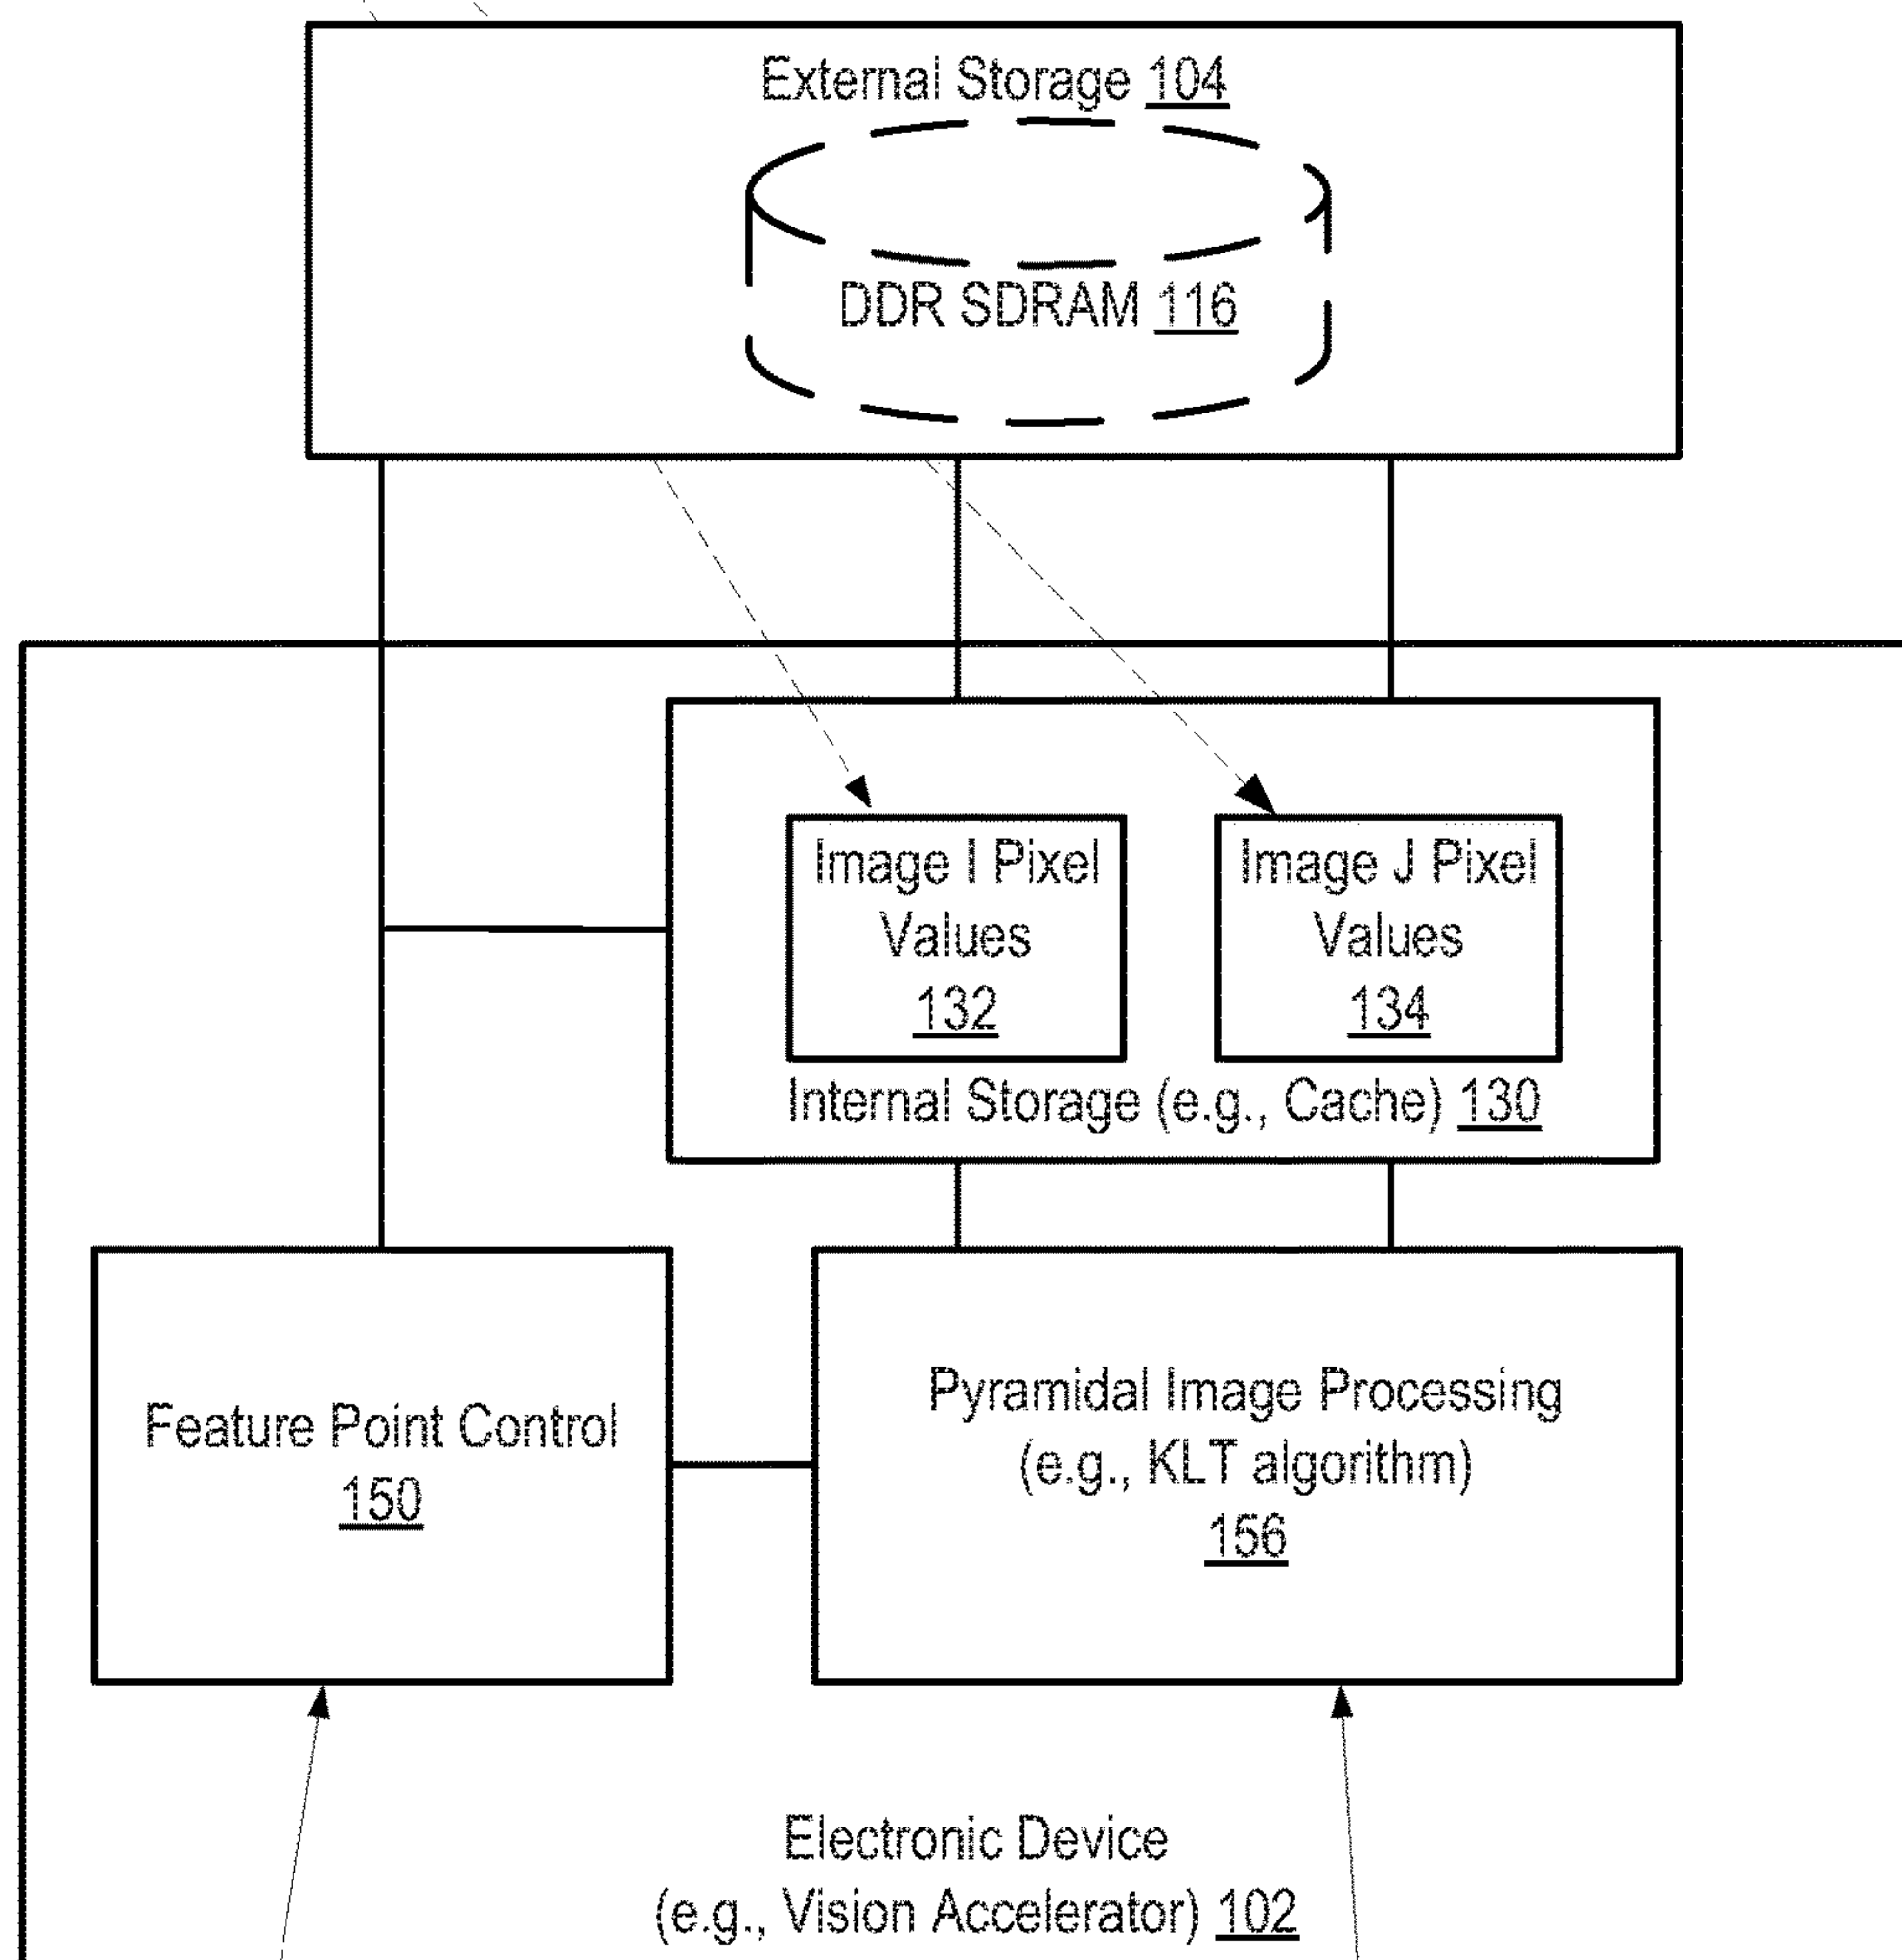 External Storage 104
DDR SDRAM 116
Image I Pixel
Values
132
Image J Pixel
Values
134
Internal Storage (e.g., Cache) 130
Feature Point Control
150
Pyramidal Image Processing
(e.g., KLT algorithm)
156
Electronic Device
(e.g., Vision Accelerator) 102